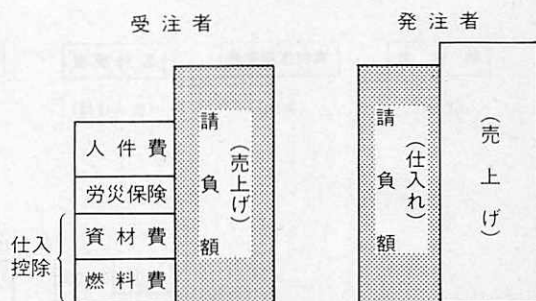 受注者
発注者
人件費
労災保険
資材費
燃料費
仕入
控除
請負額
（売上げ）
請負額
（仕入れ）
（売上げ）